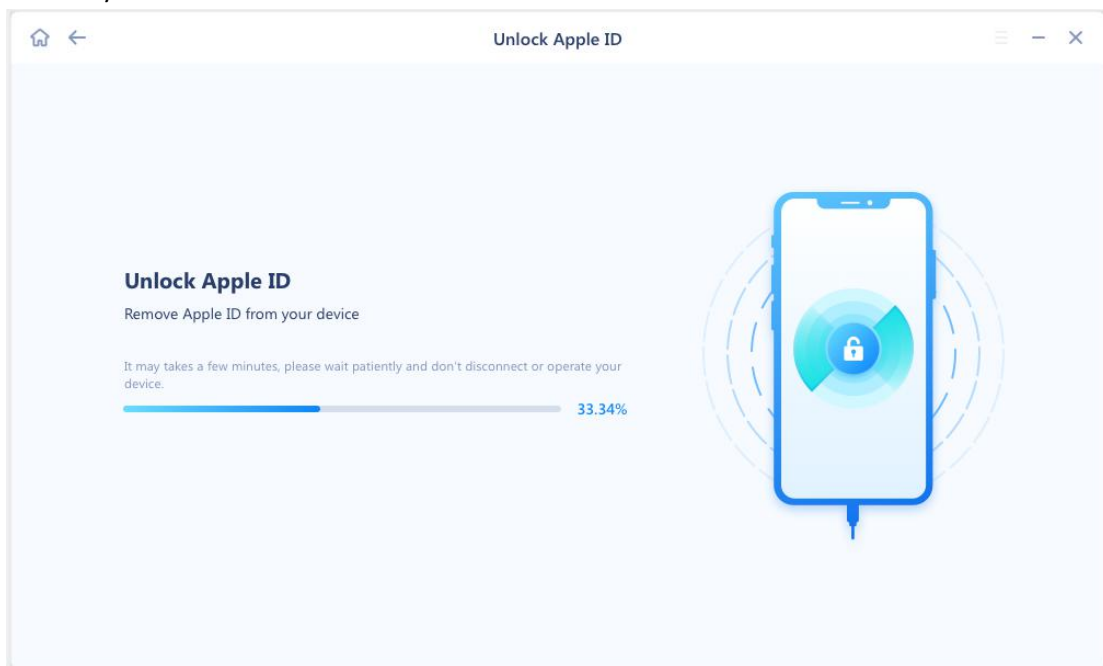 Unlock Apple ID
Unlock Apple ID
Remove Apple ID from your device
It may takes a few minutes, please wait patiently and don't disconnect or operate your
device.
33.34%